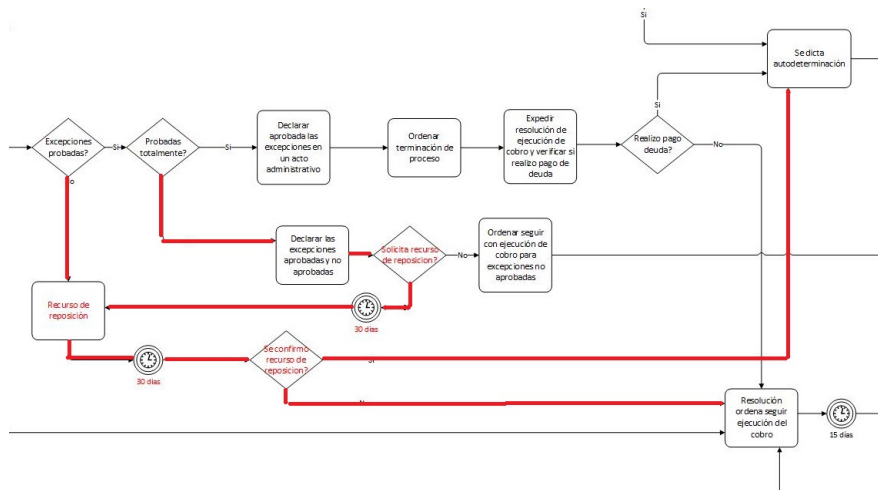 Si
Se dicta
autodeterminación
Excepciones
probadas?
Si
Probadas
totalmente?
Si
Declarar
aprobada las
excepciones en
un acto
administrativo
Ordenar
terminación de
proceso
Expedir
resolución de
ejecución de
cobro y verificar si
realizo pago de
deuda
Si
Realizo pago
deuda?
No
Declarar las
excepciones
aprobadas y no
aprobadas
Solicita recurso
de reposicion?
No
Ordenar seguir
con ejecución de
cobro para
excepciones no
aprobadas
Recurso de
reposición
30 días
30 días
Se confirmo
recurso de
reposicion?
Resolución
ordena seguir
ejecución del
cobro
15 días